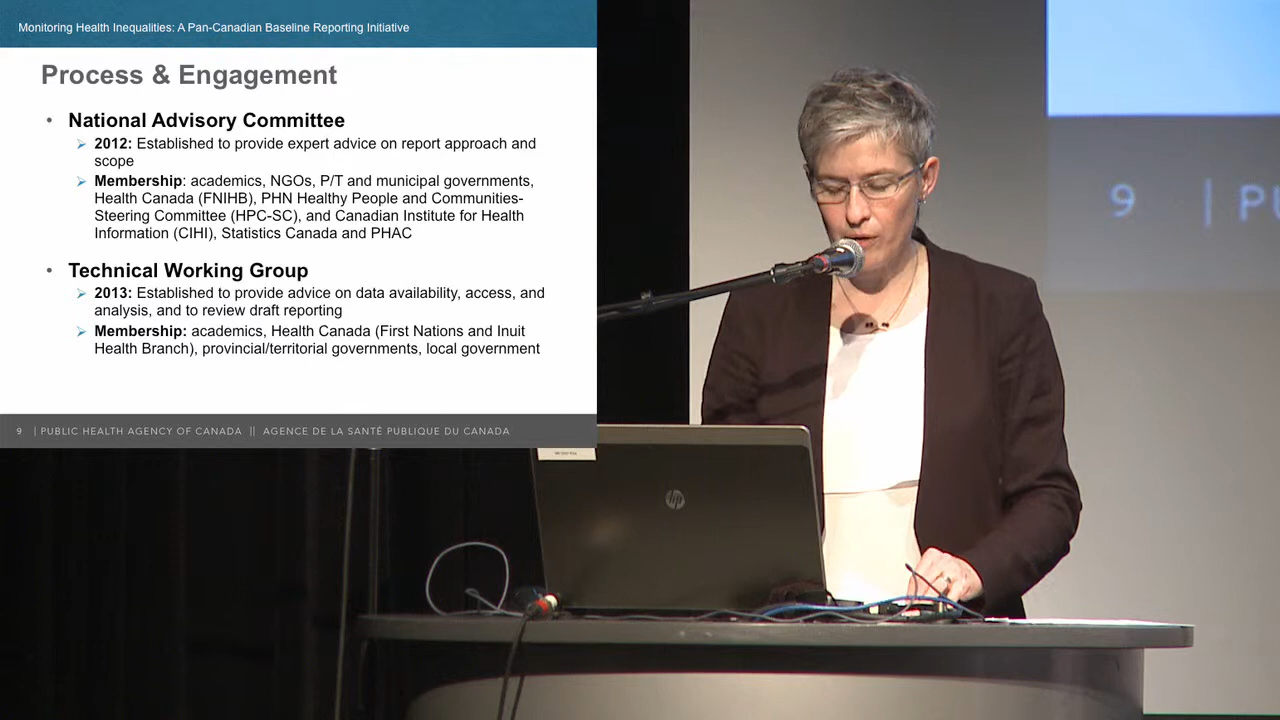 Monitoring Health Inequalities: A Pan-Canadian Baseline Reporting Initiative
Process & Engagement
• National Advisory Committee
2012: Established to provide expert advice on report approach and
scope
Membership: academics, NGOs, P/T and municipal governments,
Health Canada (FNIHB), PHN Healthy People and Communities-
Steering Committee (HPC-SC), and Canadian Institute for Health
Information (CIHI), Statistics Canada and PHAC
• Technical Working Group
2013: Established to provide advice on data availability, access, and
analysis, and to review draft reporting
Membership: academics, Health Canada (First Nations and Inuit
Health Branch), provincial/territorial governments, local government
9 | PUBLIC HEALTH AGENCY OF CANADA || AGENCE DE LA SANTÉ PUBLIQUE DU CANADA
9 | PU
hp